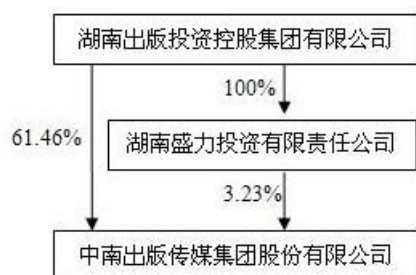 湖南出版投资控股集团有限公司
100%
61.46%
湖南盛力投资有限责任公司
3.23%
中南出版传媒集团股份有限公司